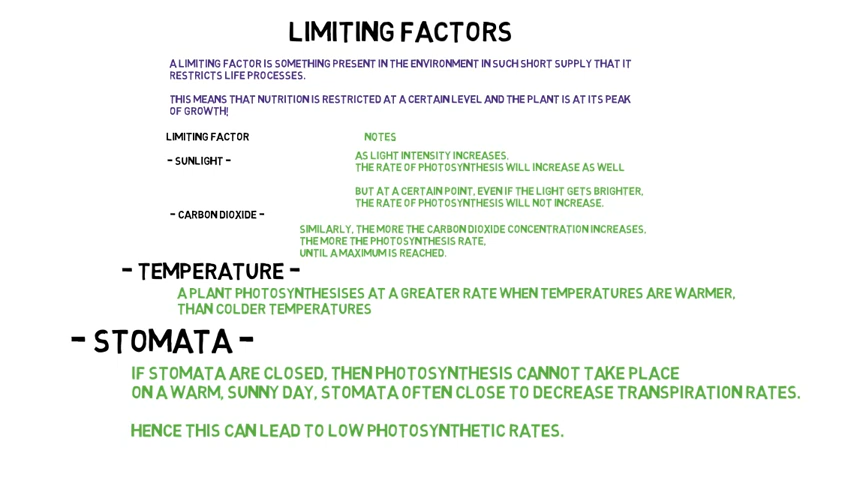 LIMITING FACTORS
A LIMITING FACTOR IS SOMETHING PRESENT IN THE ENVIRONMENT IN SUCH SHORT SUPPLY THAT IT
RESTRICTS LIFE PROCESSES.
THIS MEANS THAT NUTRITION IS RESTRICTED AT A CERTAIN LEVEL AND THE PLANT IS AT ITS PEAK
OF GROWTH!
LIMITING FACTOR NOTES
- SUNLIGHT -
AS LIGHT INTENSITY INCREASES,
THE RATE OF PHOTOSYNTHESIS WILL INCREASE AS WELL
BUT AT A CERTAIN POINT, EVEN IF THE LIGHT GETS BRIGHTER,
THE RATE OF PHOTOSYNTHESIS WILL NOT INCREASE.
- CARBON DIOXIDE -
SIMILARLY, THE MORE THE CARBON DIOXIDE CONCENTRATION INCREASES,
THE MORE THE PHOTOSYNTHESIS RATE,
UNTIL A MAXIMUM IS REACHED.
- TEMPERATURE -
A PLANT PHOTOSYNTHESISES AT A GREATER RATE WHEN TEMPERATURES ARE WARMER,
THAN COLDER TEMPERATURES
- STOMATA -
IF STOMATA ARE CLOSED, THEN PHOTOSYNTHESIS CANNOT TAKE PLACE
ON A WARM, SUNNY DAY, STOMATA OFTEN CLOSE TO DECREASE TRANSPIRATION RATES.
HENCE THIS CAN LEAD TO LOW PHOTOSYNTHETIC RATES.